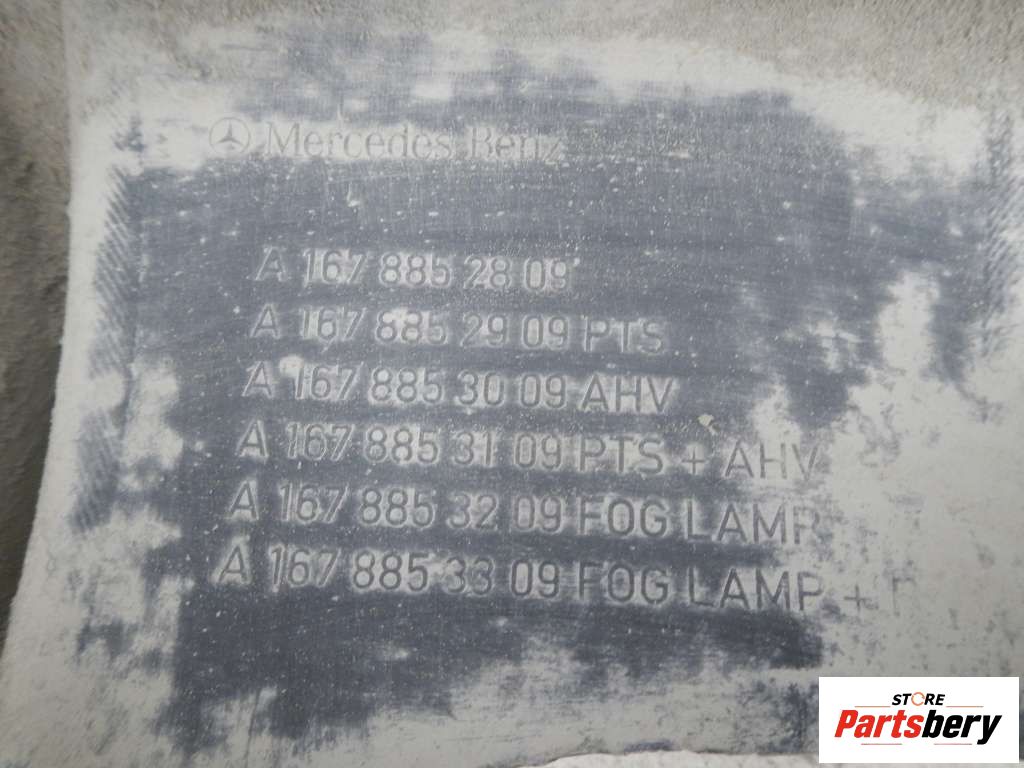 Mercedes Benz
A 167 885 28 09
A 167 885 29 09 PTS
A 167 885 30 09 AHV
A 167 885 31 09 PTS + AHV
A 167 885 32 09 FOG LAMP
A 167 885 33 09 FOG LAMP +
STORE
Partsbery